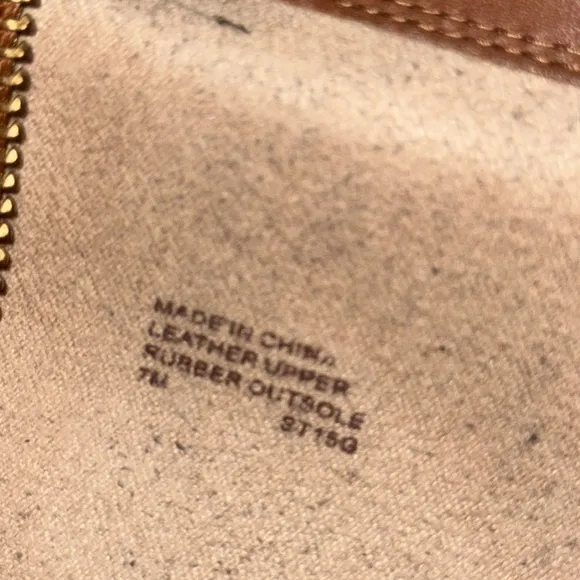 MADE IN CHINA
LEATHER UPPER
RUBBER OUTSOLE
7M
ST15G